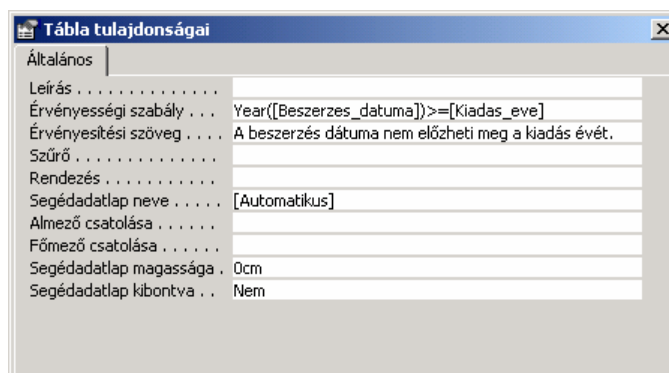 Tábla tulajdonságai
Általános
Leírás . . . . . . . . . . . . . .
Érvényességi szabály . . . Year([Beszerzes_datuma])>=[Kiadas_eve]
Érvényesítési szöveg . . . . A beszerzés dátuma nem előzheti meg a kiadás évét.
Szűrő . . . . . . . . . . . . . .
Rendezés . . . . . . . . . . .
Segédadatlap neve . . . . . [Automatikus]
Almező csatolása . . . . . .
Főmező csatolása . . . . . .
Segédadatlap magassága . 0cm
Segédadatlap kibontva . . Nem